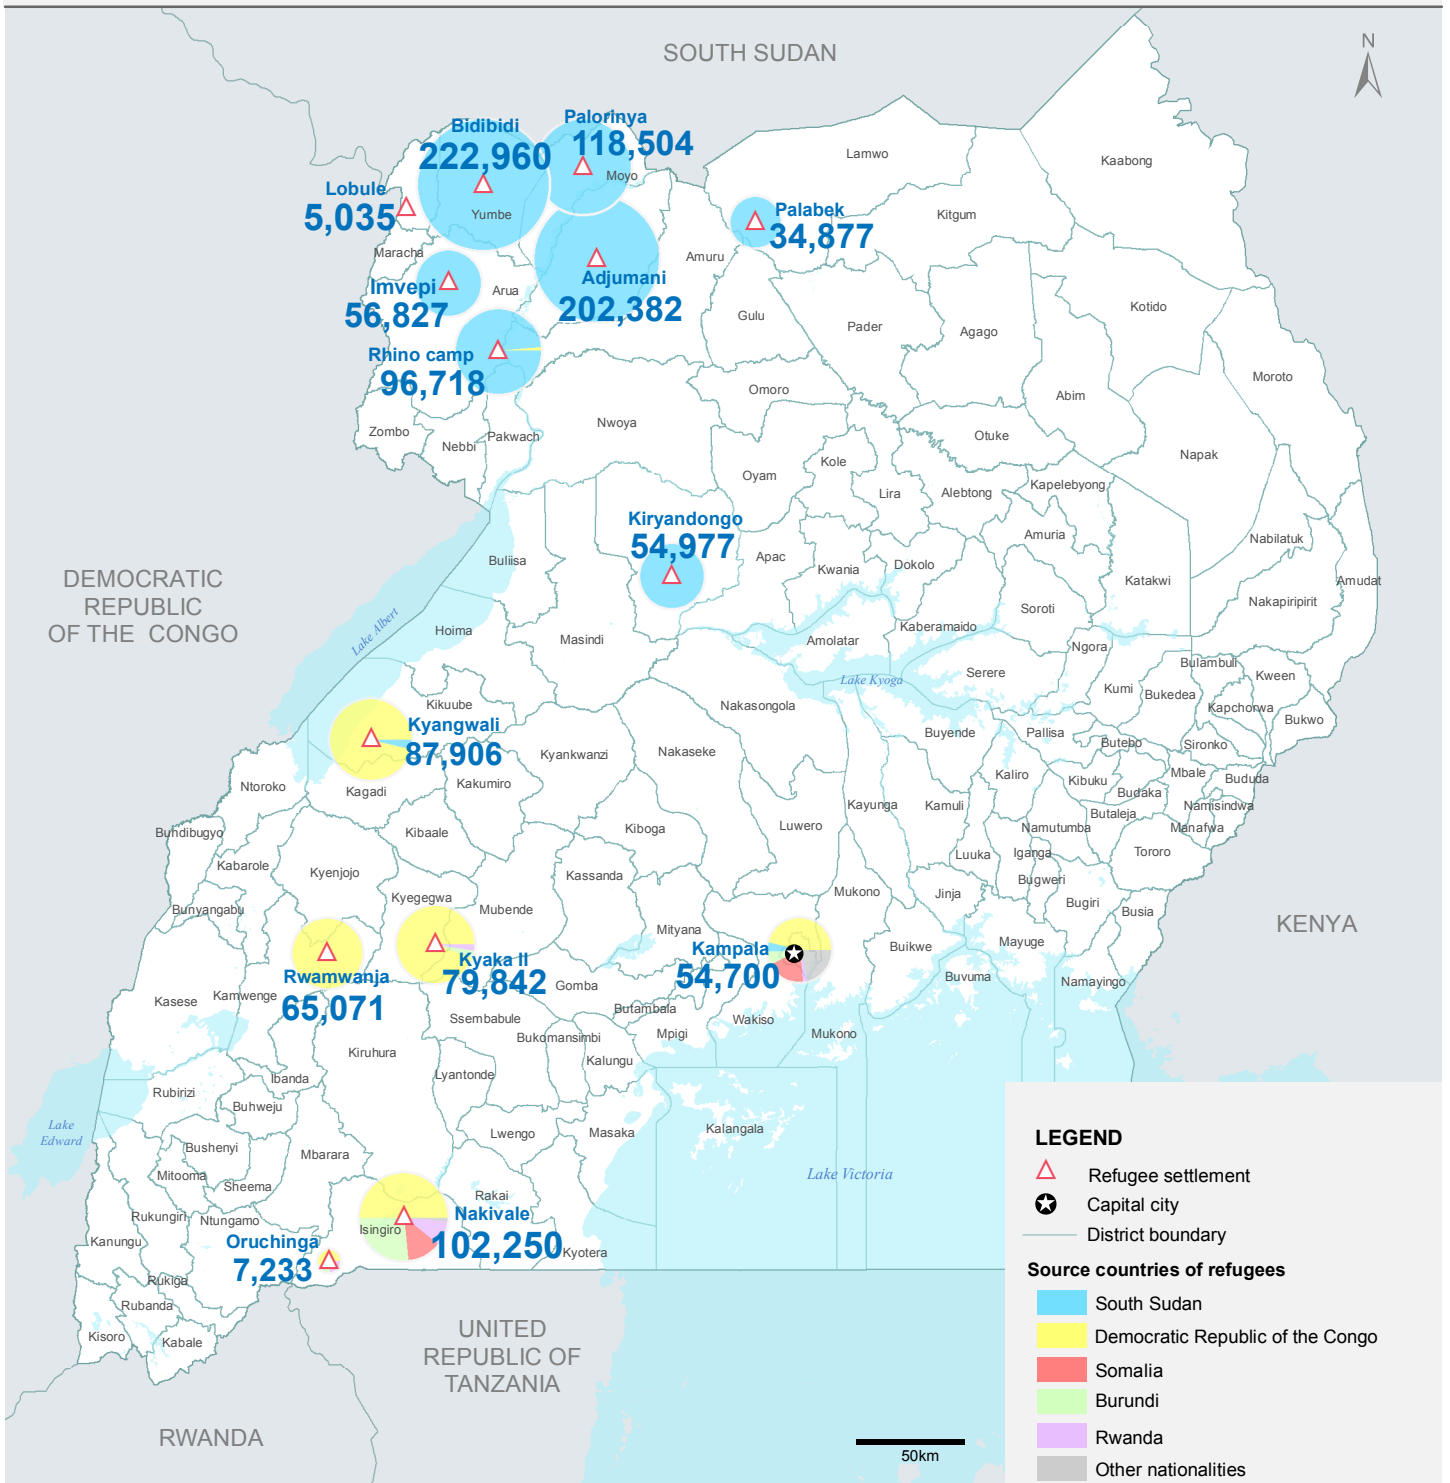 SOUTH SUDAN
N
Bidibidi
222,960
Palorinya
118,504
Moyo
Lamwo
Kaabong
Lobule
5,035
Yumbe
Palabek
34,877
Kitgum
Maracha
Amuru
Imvepi
56,827
Arua
Adjumani
202,382
Gulu
Pader
Agago
Kotido
Rhino camp
96,718
Moroto
Omoro
Abim
Zombo
Nebbi
Pakwach
Nwoya
Otuke
Napak
Oyam
Kole
Lira
Alebtong
Kapelebyong
Kiryandongo
54,977
Amuria
Nabilatuk
Buliisa
Apac
Kwania
Dokolo
Katakwi
Amudat
Nakapiripirit
DEMOCRATIC
REPUBLIC
OF THE CONGO
Lake Albert
Hoima
Masindi
Amolatar
Kaberamaido
Soroti
Ngora
Lake Kyoga
Serere
Bulambuli
Kween
Kumi
Bukedea
Kapchorwa
Bukwo
Kikuube
Kyangwali
87,906
Nakasongola
Buyende
Pallisa
Butebo
Sironko
Kyankwanzi
Nakaseke
Ntoroko
Kagadi
Kakumiro
Kaliro
Kibuku
Mbale
Bududa
Budaka
Kayunga
Kamuli
Butaleja
Namisindwa
Buhdibugyo
Kibaale
Kiboga
Luwero
Namutumba
Manafwa
Kabarole
Kyenjojo
Kassanda
Luuka
Iganga
Tororo
Bugweri
Kyegegwa
Mukono
Jinja
Bunyangabu
Mubende
Bugiri
Busia
Mityana
KENYA
Kampala
54,700
Buikwe
Mayuge
Rwamwanja
65,071
Kyaka II
79,842
Gomba
Buvuma
Namayingo
Kasese
Kamwenge
Ssembabule
Butambala
Wakiso
Bukomansimbi
Mpigi
Mukono
Kiruhura
Kalungu
Ibanda
Lyantonde
Rubirizi
Buhweju
Lake
Edward
Bushenyi
Lwengo
Masaka
Kalangala
Mbarara
Mitooma
Sheema
Lake Victoria
Rakai
Rukungiri
Ntungamo
Isingiro
Nakivale
102,250
Kanungu
Oruchinga
7,233
Kyotera
Rukiga
Rubanda
Kisoro
Kabale
UNITED
REPUBLIC OF
TANZANIA
RWANDA
50km
LEGEND
Refugee settlement
Capital city
District boundary
Source countries of refugees
South Sudan
Democratic Republic of the Congo
Somalia
Burundi
Rwanda
Other nationalities